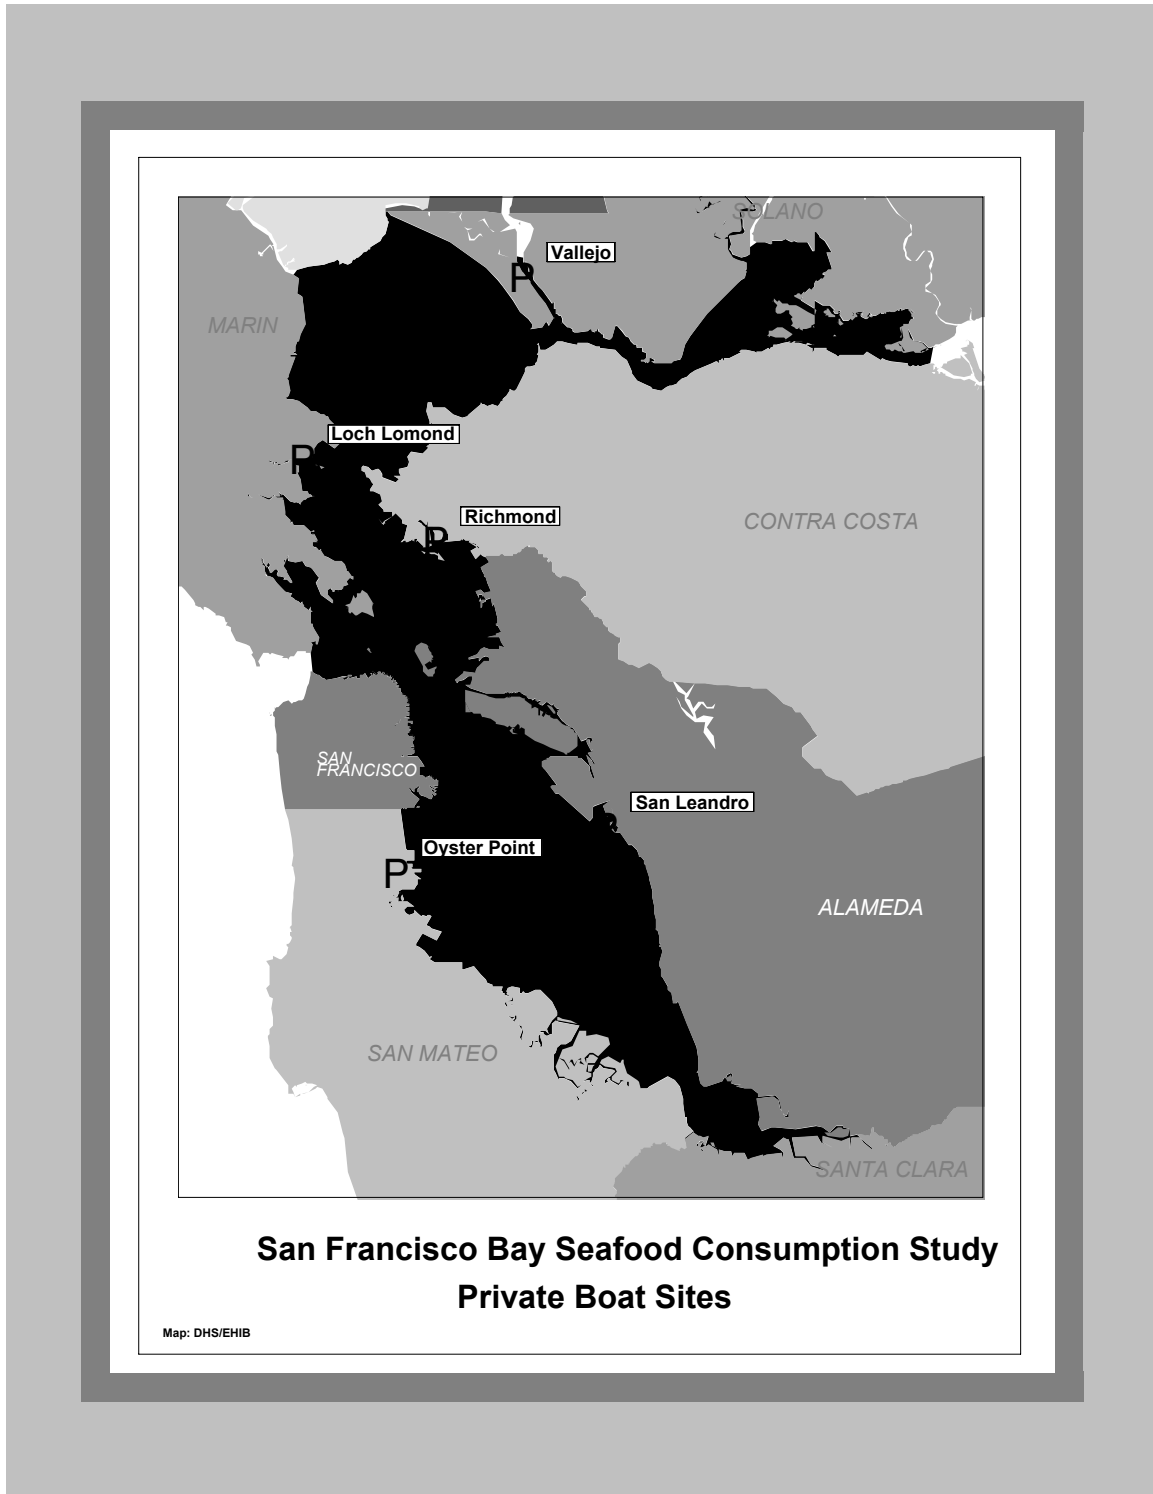 SOLANO
Vallejo
P
MARIN
Loch Lomond
P
Richmond
P
CONTRA COSTA
SAN
FRANCISCO
San Leandro
Oyster Point
P
ALAMEDA
SAN MATEO
SANTA CLARA
San Francisco Bay Seafood Consumption Study
Private Boat Sites
Map: DHS/EHIB